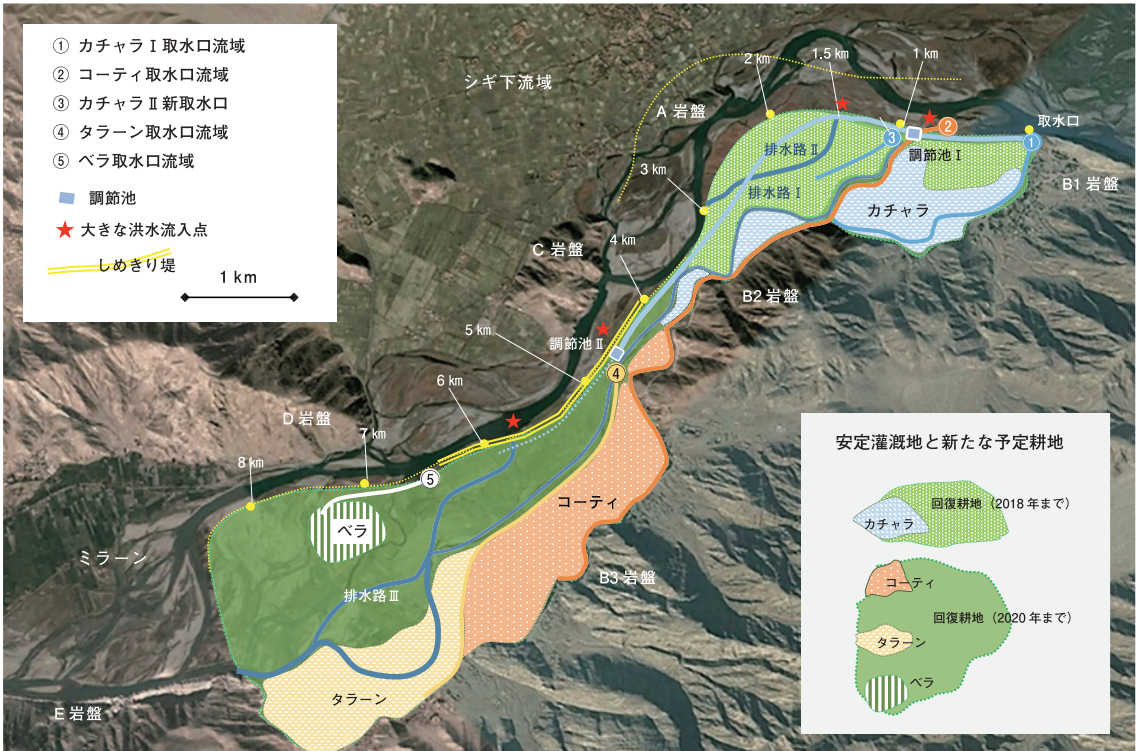 ① カチャラⅠ取水口流域
② コーティ取水口流域
③ カチャラⅡ新取水口
④ タラーン取水口流域
⑤ ベラ取水口流域
調節池
大きな洪水流入点
しめきり堤
1 km
シギ下流域
A 岩盤
2 km
1.5 km
1 km
取水口
②
①
③
調節池Ⅰ
B1 岩盤
排水路Ⅱ
排水路Ⅰ
3 km
カチャラ
C 岩盤
4 km
B2 岩盤
5 km
調節池Ⅱ
④
6 km
D 岩盤
7 km
8 km
⑤
コーティ
ベラ
ミラーン
B3 岩盤
排水路Ⅲ
タラーン
E 岩盤
安定灌漑地と新たな予定耕地
回復耕地（2018 年まで）
カチャラ
コーティ
回復耕地（2020 年まで）
タラーン
ベラ